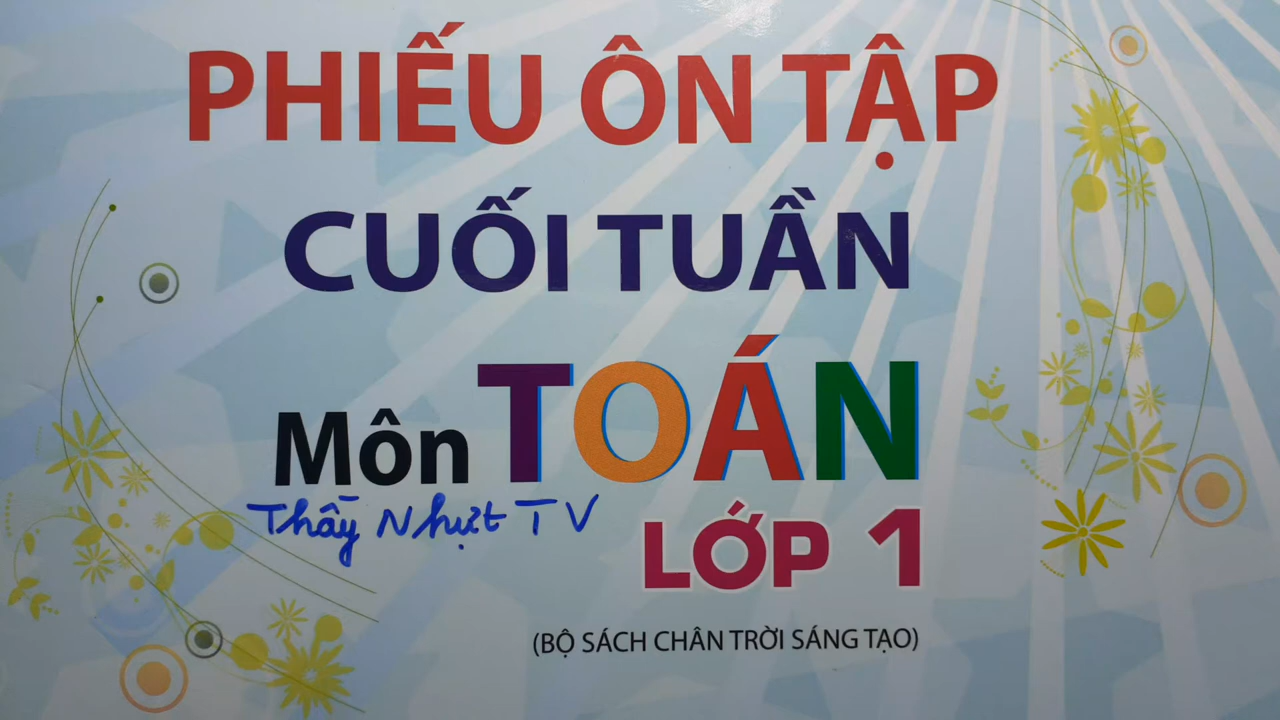 PHIẾU ÔN TẬP
CUỐI TUẦN
Môn TOÁN
Thầy Nhựt TV
LỚP 1
(BỘ SÁCH CHÂN TRỜI SÁNG TẠO)